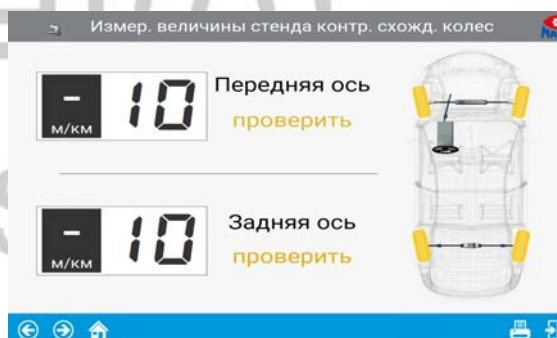 Измер. величины стенда контр. схожд. колес
- 10
м/км
Передняя ось
проверить
- 10
м/км
Задняя ось
проверить